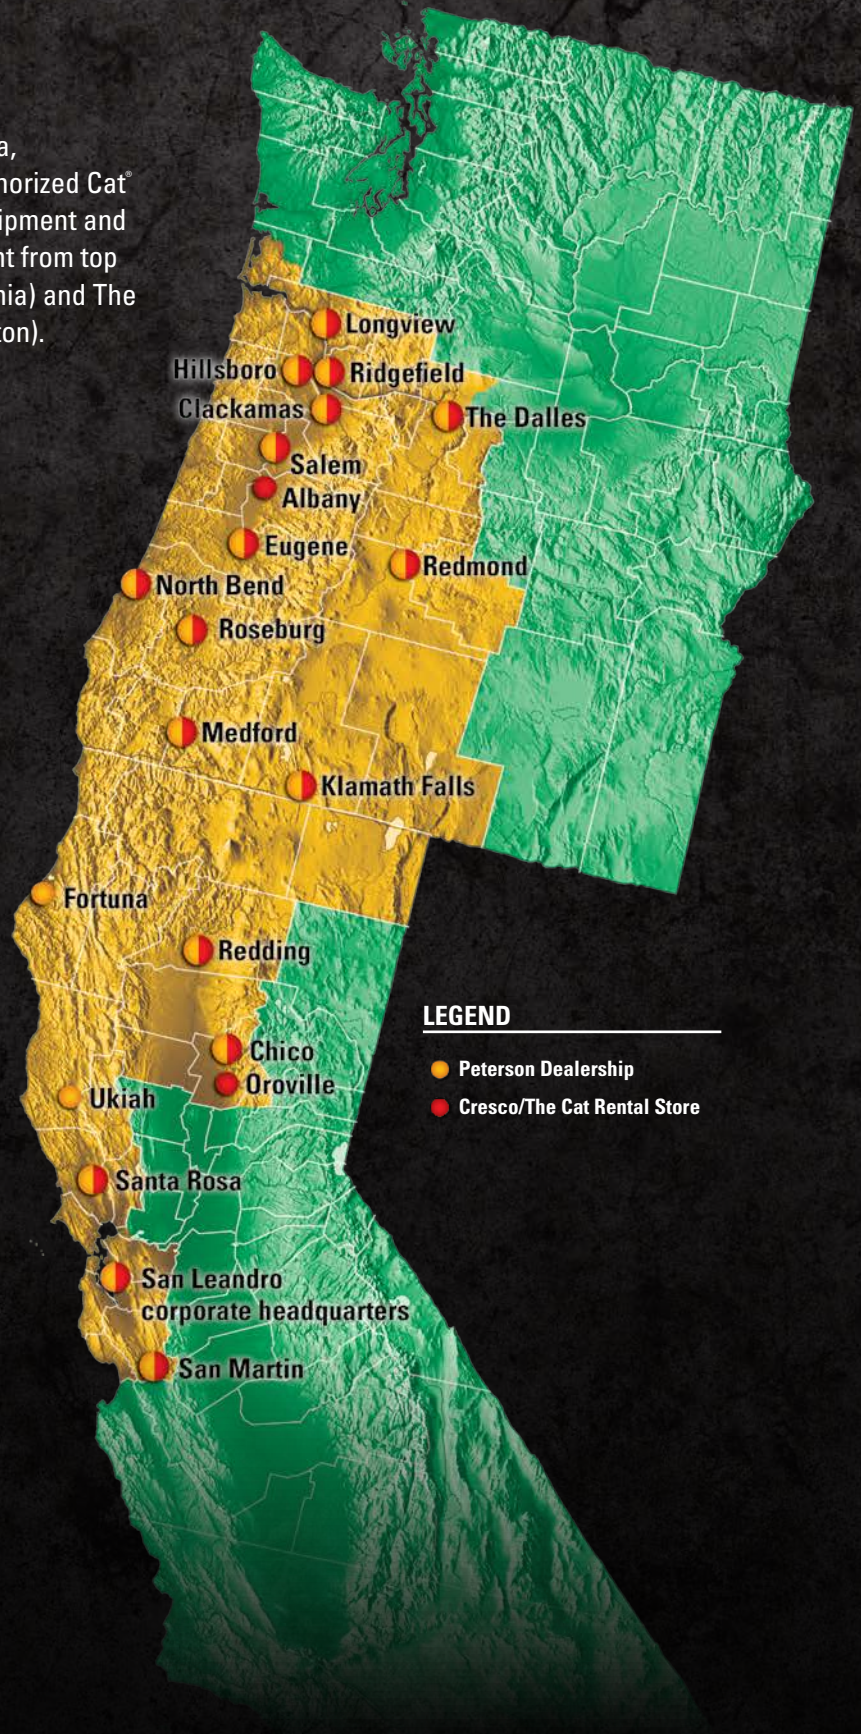 a,
horized Cat®
ipment and
nt from top
nia) and The
ton).
Longview
Hillsboro
Ridgefield
Clackamas
The Dalles
Salem
Albany
Eugene
Redmond
North Bend
Roseburg
Medford
Klamath Falls
Fortuna
Redding
LEGEND
Peterson Dealership
Cresco/The Cat Rental Store
Chico
Oroville
Ukiah
Santa Rosa
San Leandro
corporate headquarters
San Martin